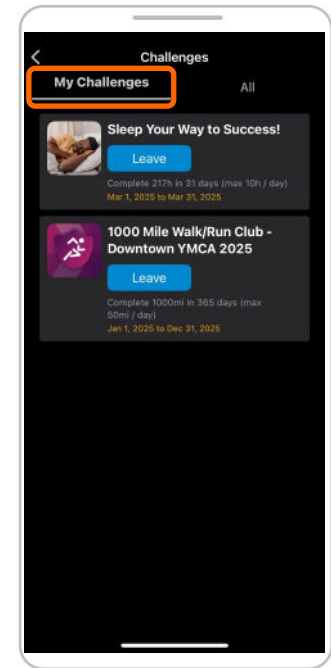 Challenges
My Challenges
All
Sleep Your Way to Success!
Leave
Complete 217h in 31 days (max 10h / day)
Mar 1, 2025 to Mar 31, 2025
1000 Mile Walk/Run Club -
Downtown YMCA 2025
Leave
Complete 1000mi in 365 days (max
50mi / day)
Jan 1, 2025 to Dec 31, 2025